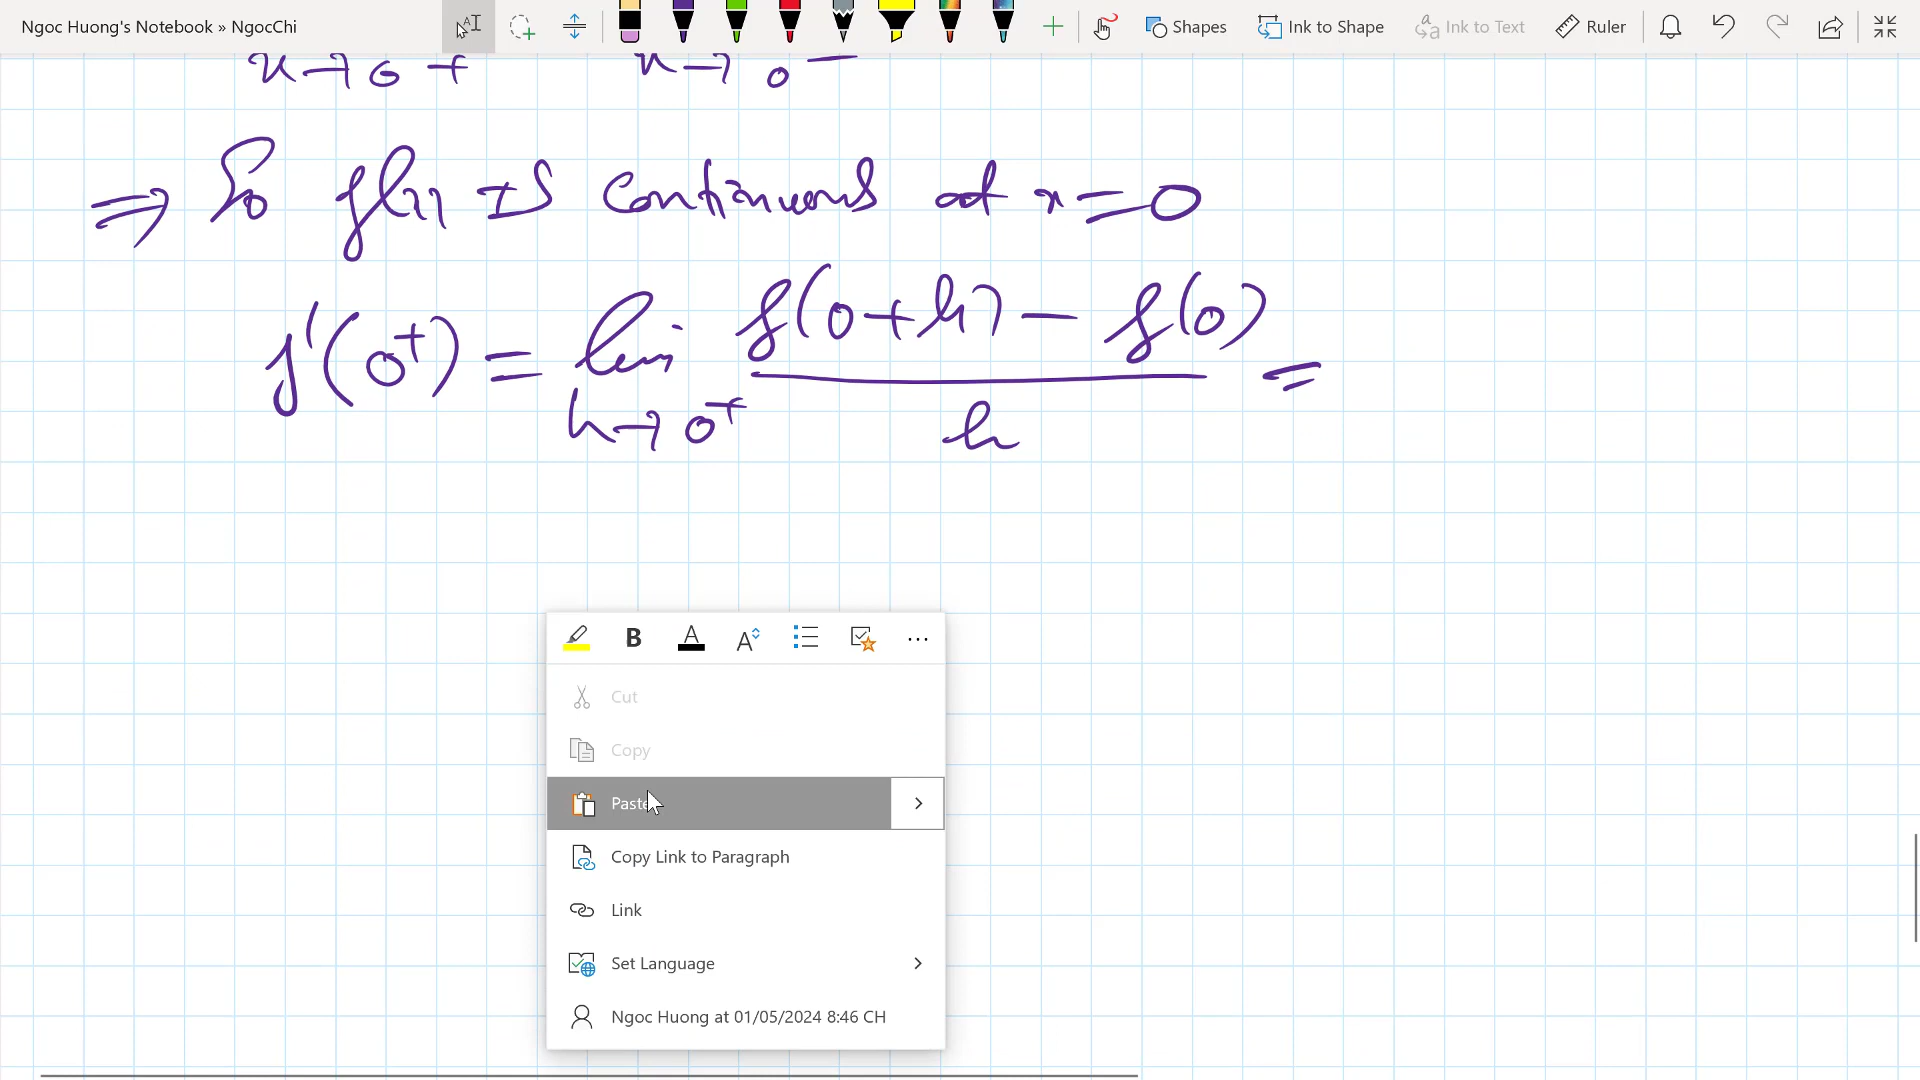 Ngoc Huong's Notebook » NgocChi
Shapes Ink to Shape Ink to Text Ruler
x → 0 + x → 0 −
⇒ So f(x) is continuous at x = 0
f'(0⁺) = lim f(0+h) − f(0) =
h → 0⁺ h
B A A
Cut
Copy
Paste
Copy Link to Paragraph
Link
Set Language
Ngoc Huong at 01/05/2024 8:46 CH